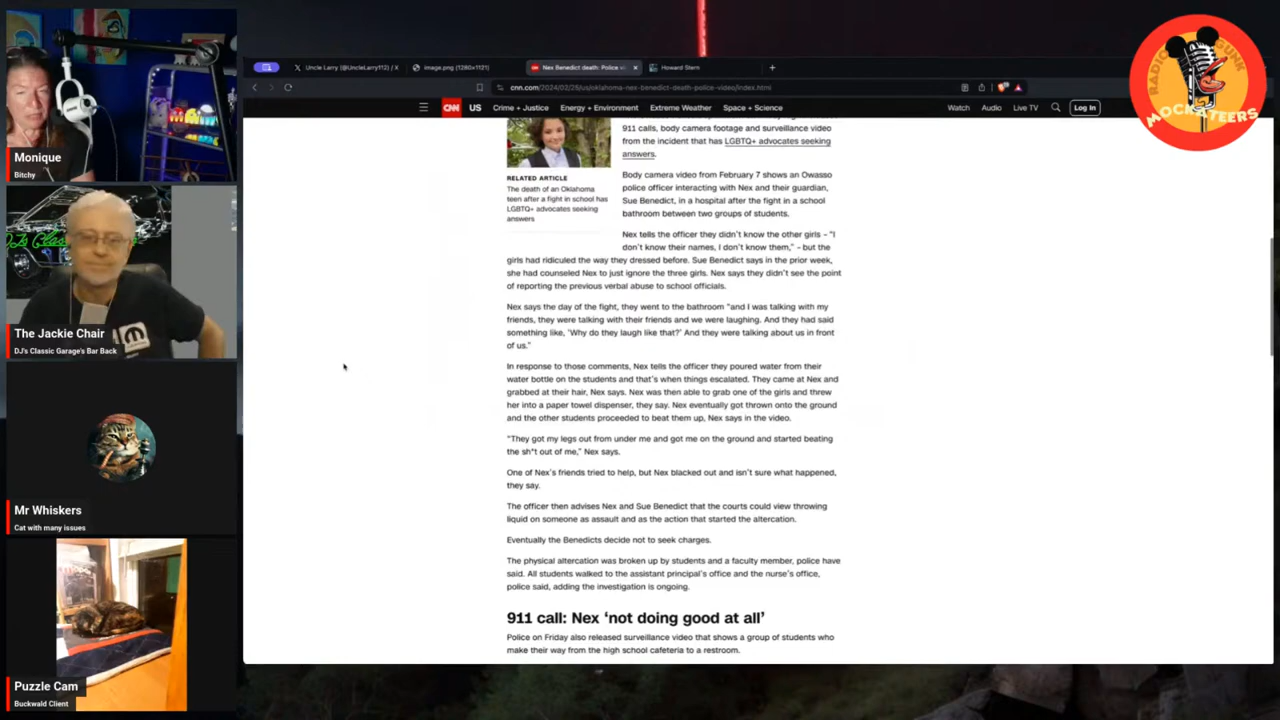 Monique
Bitchy
The Jackie Chair
DJ's Classic Garage's Bar Back
Mr Whiskers
Cat with many issues
Puzzle Cam
Buckwald Client
Uncle Larry (@UncleLarry112) / X
image.png (1280×1121)
Nex Benedict death: Police
Howard Stern
cnn.com/2024/02/25/us/oklahoma-nex-benedict-death-police-video/index.html
CNN US Crime + Justice Energy + Environment Extreme Weather Space + Science Watch Audio Live TV Log In
911 calls, body camera footage and surveillance video
from the incident that has LGBTQ+ advocates seeking
answers.
RELATED ARTICLE
The death of an Oklahoma
teen after a fight in school has
LGBTQ+ advocates seeking
answers
Body camera video from February 7 shows an Owasso
police officer interacting with Nex and their guardian,
Sue Benedict, in a hospital after the fight in a school
bathroom between two groups of students.
Nex tells the officer they didn't know the other girls – "I
don't know their names, I don't know them," – but the
girls had ridiculed the way they dressed before. Sue Benedict says in the prior week,
she had counseled Nex to just ignore the three girls. Nex says they didn't see the point
of reporting the previous verbal abuse to school officials.
Nex says the day of the fight, they went to the bathroom "and I was talking with my
friends, they were talking with their friends and we were laughing. And they had said
something like, 'Why do they laugh like that?' And they were talking about us in front
of us."
In response to those comments, Nex tells the officer they poured water from their
water bottle on the students and that's when things escalated. They came at Nex and
grabbed at their hair, Nex says. Nex was then able to grab one of the girls and threw
her into a paper towel dispenser, they say. Nex eventually got thrown onto the ground
and the other students proceeded to beat them up, Nex says in the video.
"They got my legs out from under me and got me on the ground and started beating
the sh*t out of me," Nex says.
One of Nex's friends tried to help, but Nex blacked out and isn't sure what happened,
they say.
The officer then advises Nex and Sue Benedict that the courts could view throwing
liquid on someone as assault and as the action that started the altercation.
Eventually the Benedicts decide not to seek charges.
The physical altercation was broken up by students and a faculty member, police have
said. All students walked to the assistant principal's office and the nurse's office,
police said, adding the investigation is ongoing.
911 call: Nex 'not doing good at all'
Police on Friday also released surveillance video that shows a group of students who
make their way from the high school cafeteria to a restroom.
RADIO GUNK
MOCKATEERS